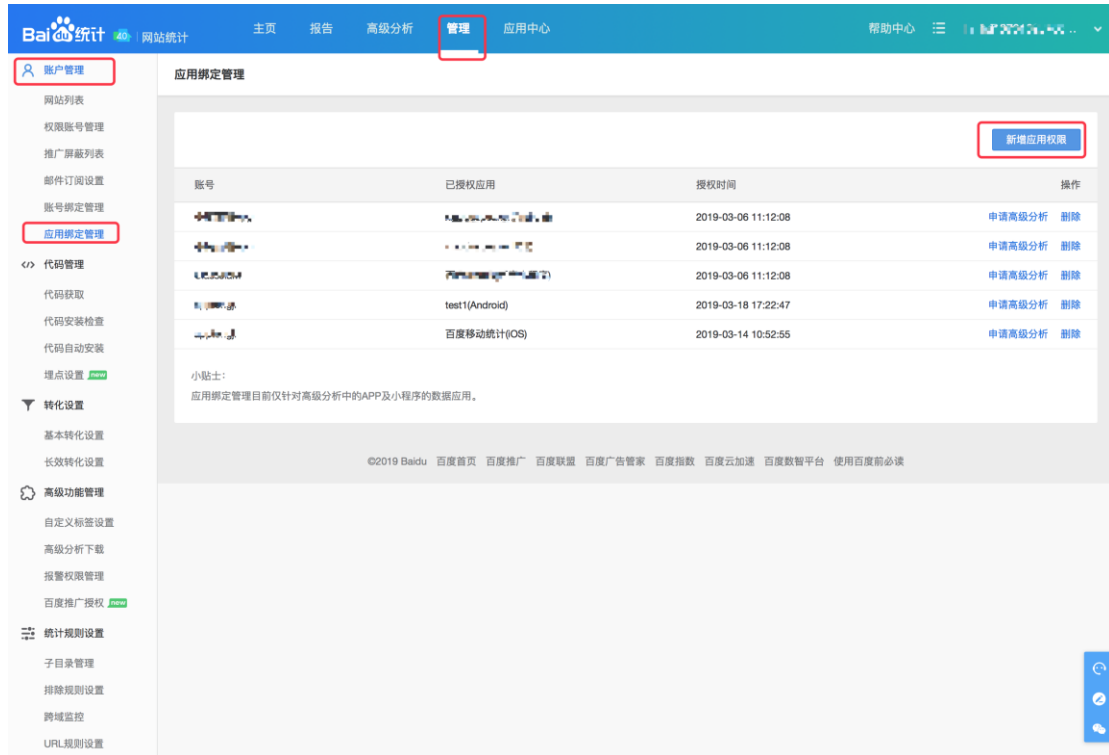 Bai du 统计 4.0 网站统计
主页 报告 高级分析 管理 应用中心
帮助中心
账户管理
网站列表
权限账号管理
推广屏蔽列表
邮件订阅设置
账号绑定管理
应用绑定管理
代码管理
代码获取
代码安装检查
代码自动安装
埋点设置 new
转化设置
基本转化设置
长效转化设置
高级功能管理
自定义标签设置
高级分析下载
报警权限管理
百度推广授权 new
统计规则设置
子目录管理
排除规则设置
跨域监控
URL规则设置
应用绑定管理
新增应用权限
账号 已授权应用 授权时间 操作
2019-03-06 11:12:08 申请高级分析 删除
2019-03-06 11:12:08 申请高级分析 删除
2019-03-06 11:12:08 申请高级分析 删除
test1(Android) 2019-03-18 17:22:47 申请高级分析 删除
百度移动统计(iOS) 2019-03-14 10:52:55 申请高级分析 删除
小贴士：
应用绑定管理目前仅针对高级分析中的APP及小程序的数据应用。
©2019 Baidu 百度首页 百度推广 百度联盟 百度广告管家 百度指数 百度云加速 百度数智平台 使用百度前必读